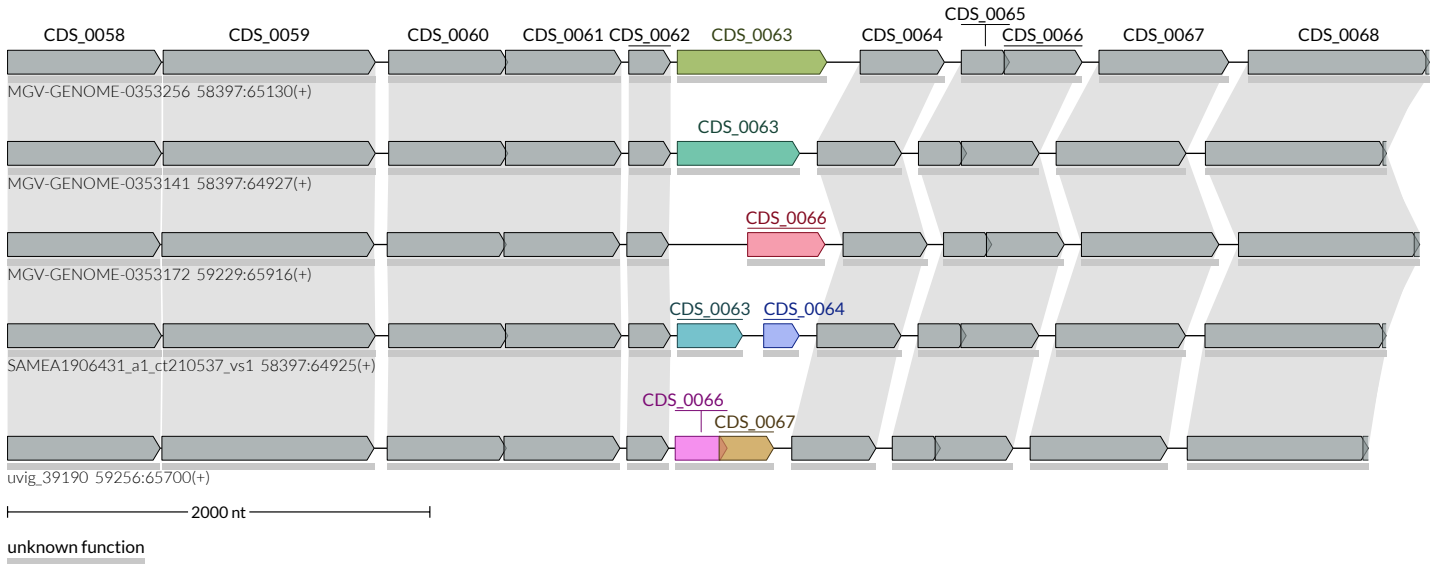 CDS_0065
CDS_0058 CDS_0059 CDS_0060 CDS_0061 CDS_0062 CDS_0063 CDS_0064 CDS_0066 CDS_0067 CDS_0068
MGV-GENOME-0353256 58397:65130(+)
CDS_0063
MGV-GENOME-0353141 58397:64927(+)
CDS_0066
MGV-GENOME-0353172 59229:65916(+)
CDS_0063 CDS_0064
SAMEA1906431_a1_ct210537_vs1 58397:64925(+)
CDS_0066
CDS_0067
uvig_39190 59256:65700(+)
2000 nt
unknown function